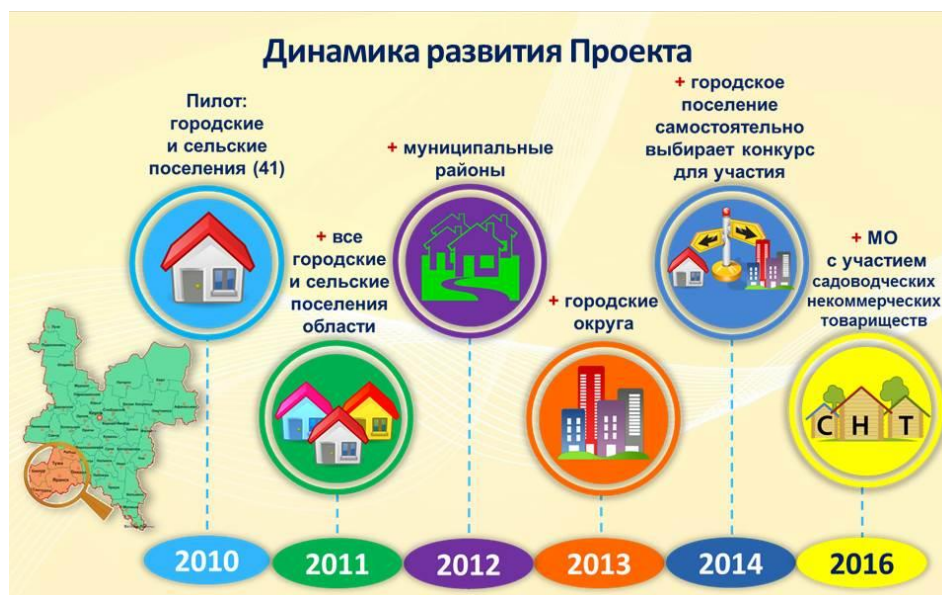 Динамика развития Проекта
Пилот:
городские
и сельские
поселения (41)
+ все
городские
и сельские
поселения
области
+ муниципальные
районы
+ городские
округа
+ городское
поселение
самостоятельно
выбирает конкурс
для участия
+ МО
с участием
садоводческих
некоммерческих
товариществ
С Н Т
2010
2011
2012
2013
2014
2016